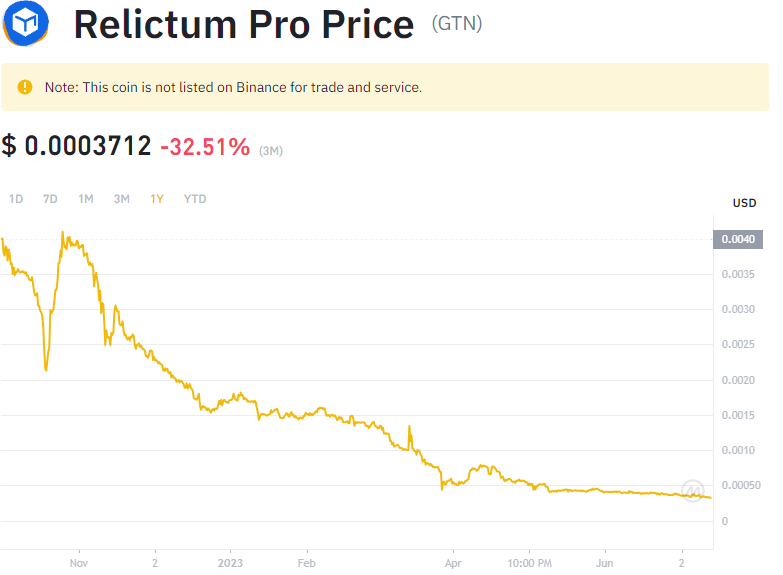 Relictum Pro Price (GTN)
Note: This coin is not listed on Binance for trade and service.
$ 0.0003712 -32.51% (3M)
1D 7D 1M 3M 1Y YTD
USD
0.0040
0.0035
0.0030
0.0025
0.0020
0.0015
0.0010
0.00050
0
Nov 2 2023 Feb Apr 10:00 PM Jun 2